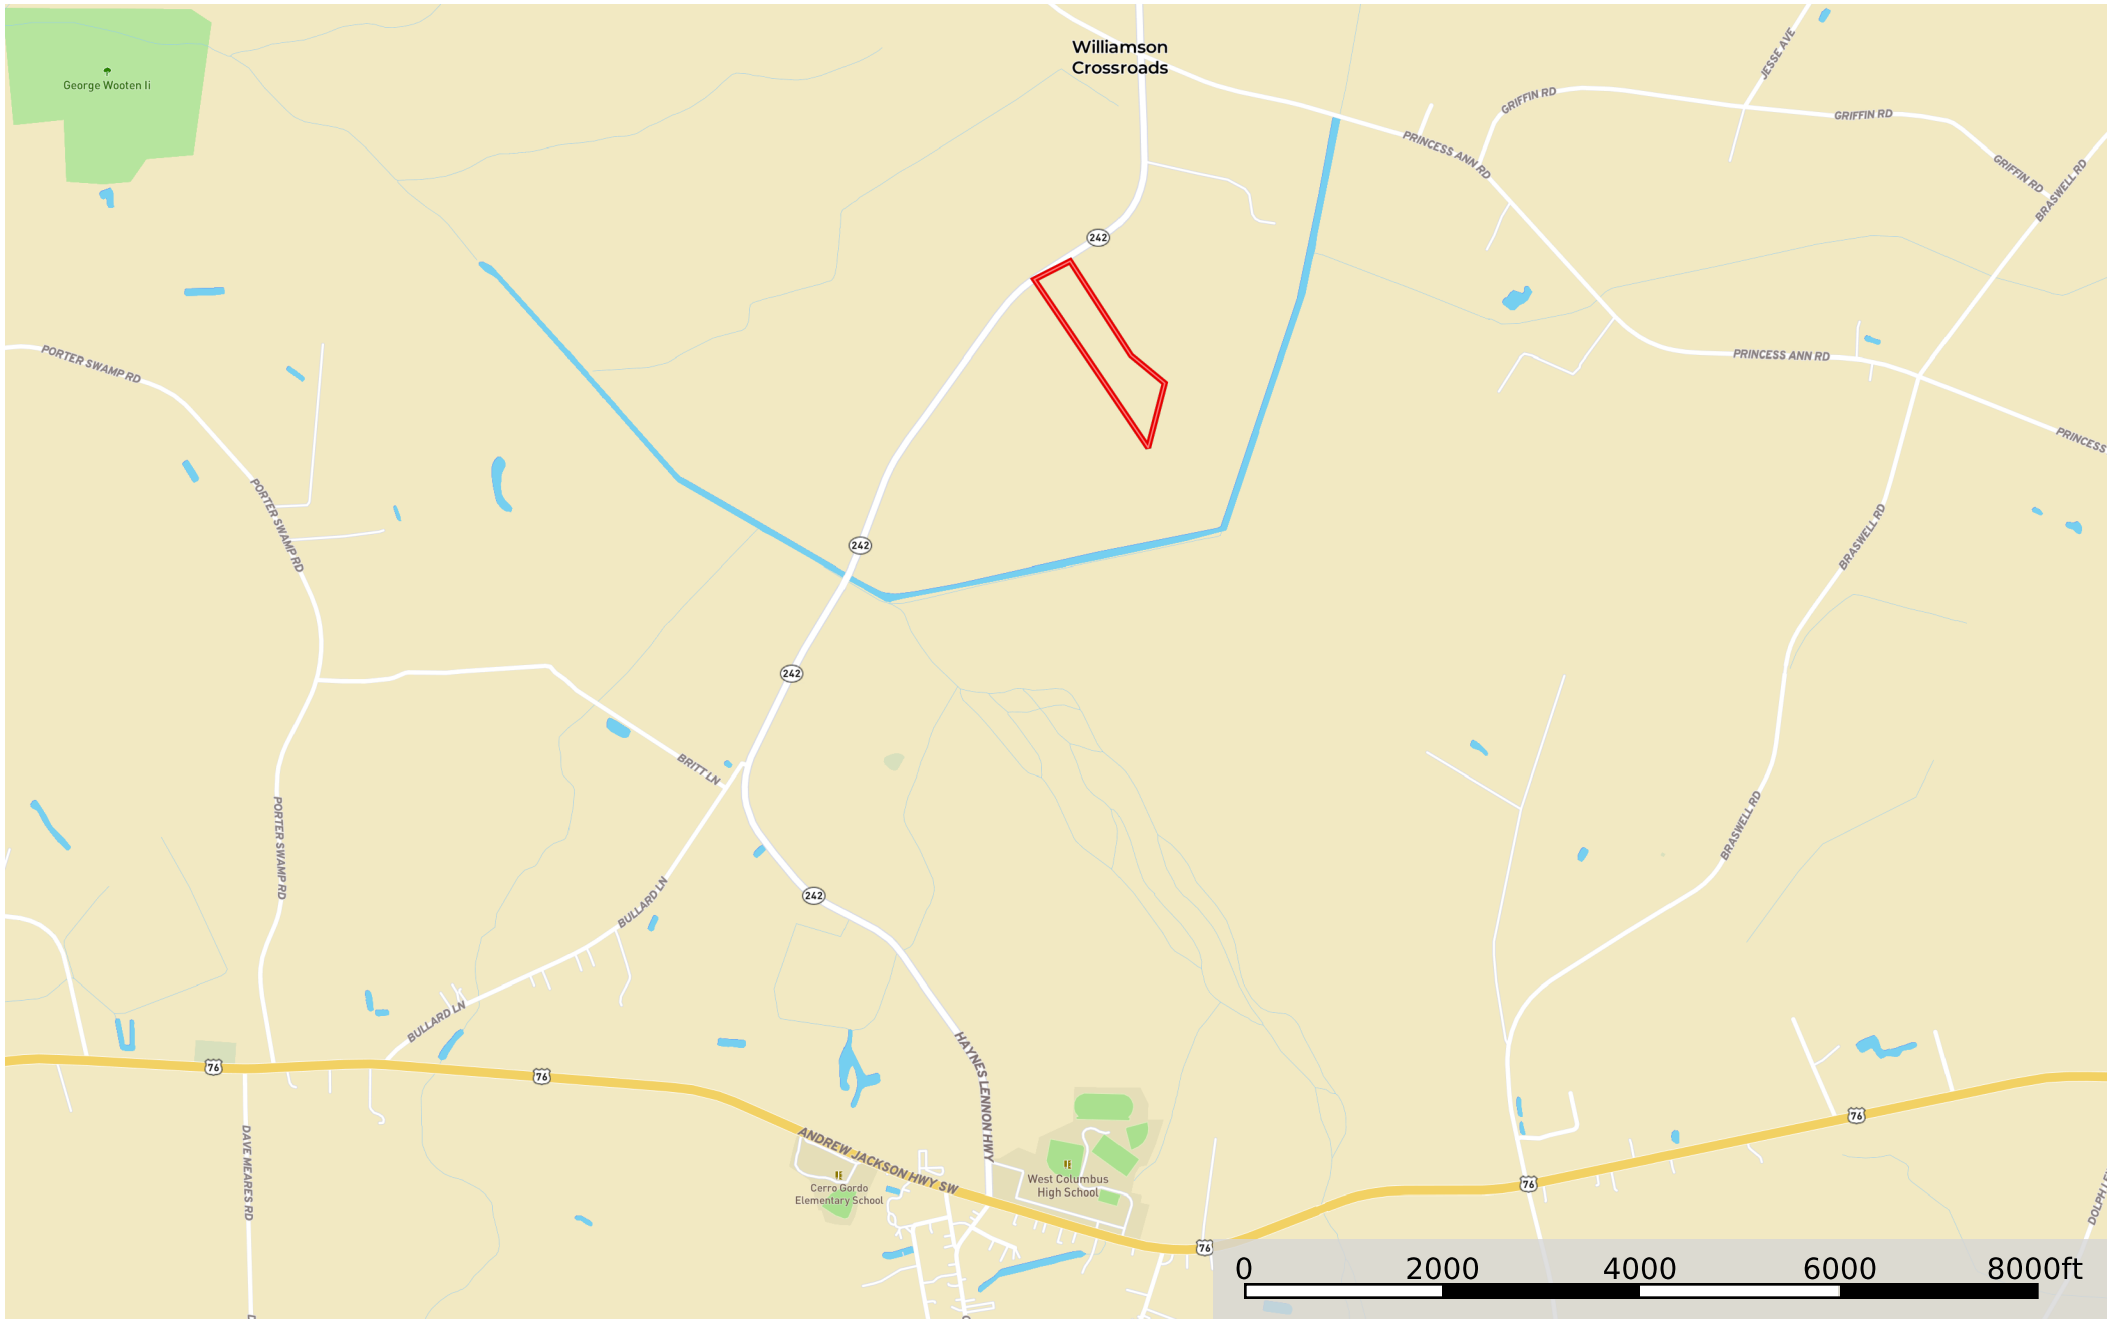 Williamson
Crossroads
George Wooten Ii
JESSE AVE
GRIFFIN RD
GRIFFIN RD
PRINCESS ANN RD
GRIFFIN RD
BRASWELL RD
242
PORTER SWAMP RD
PRINCESS ANN RD
PRINCESS
PORTER SWAMP RD
242
BRASWELL RD
242
BRITT LN
PORTER SWAMP RD
BRASWELL RD
242
BULLARD LN
BULLARD LN
HAYNES LENNON HWY
76
76
76
DAVE MEARES RD
ANDREW JACKSON HWY SW
West Columbus
High School
Cerro Gordo
Elementary School
76
76
0 2000 4000 6000 8000ft